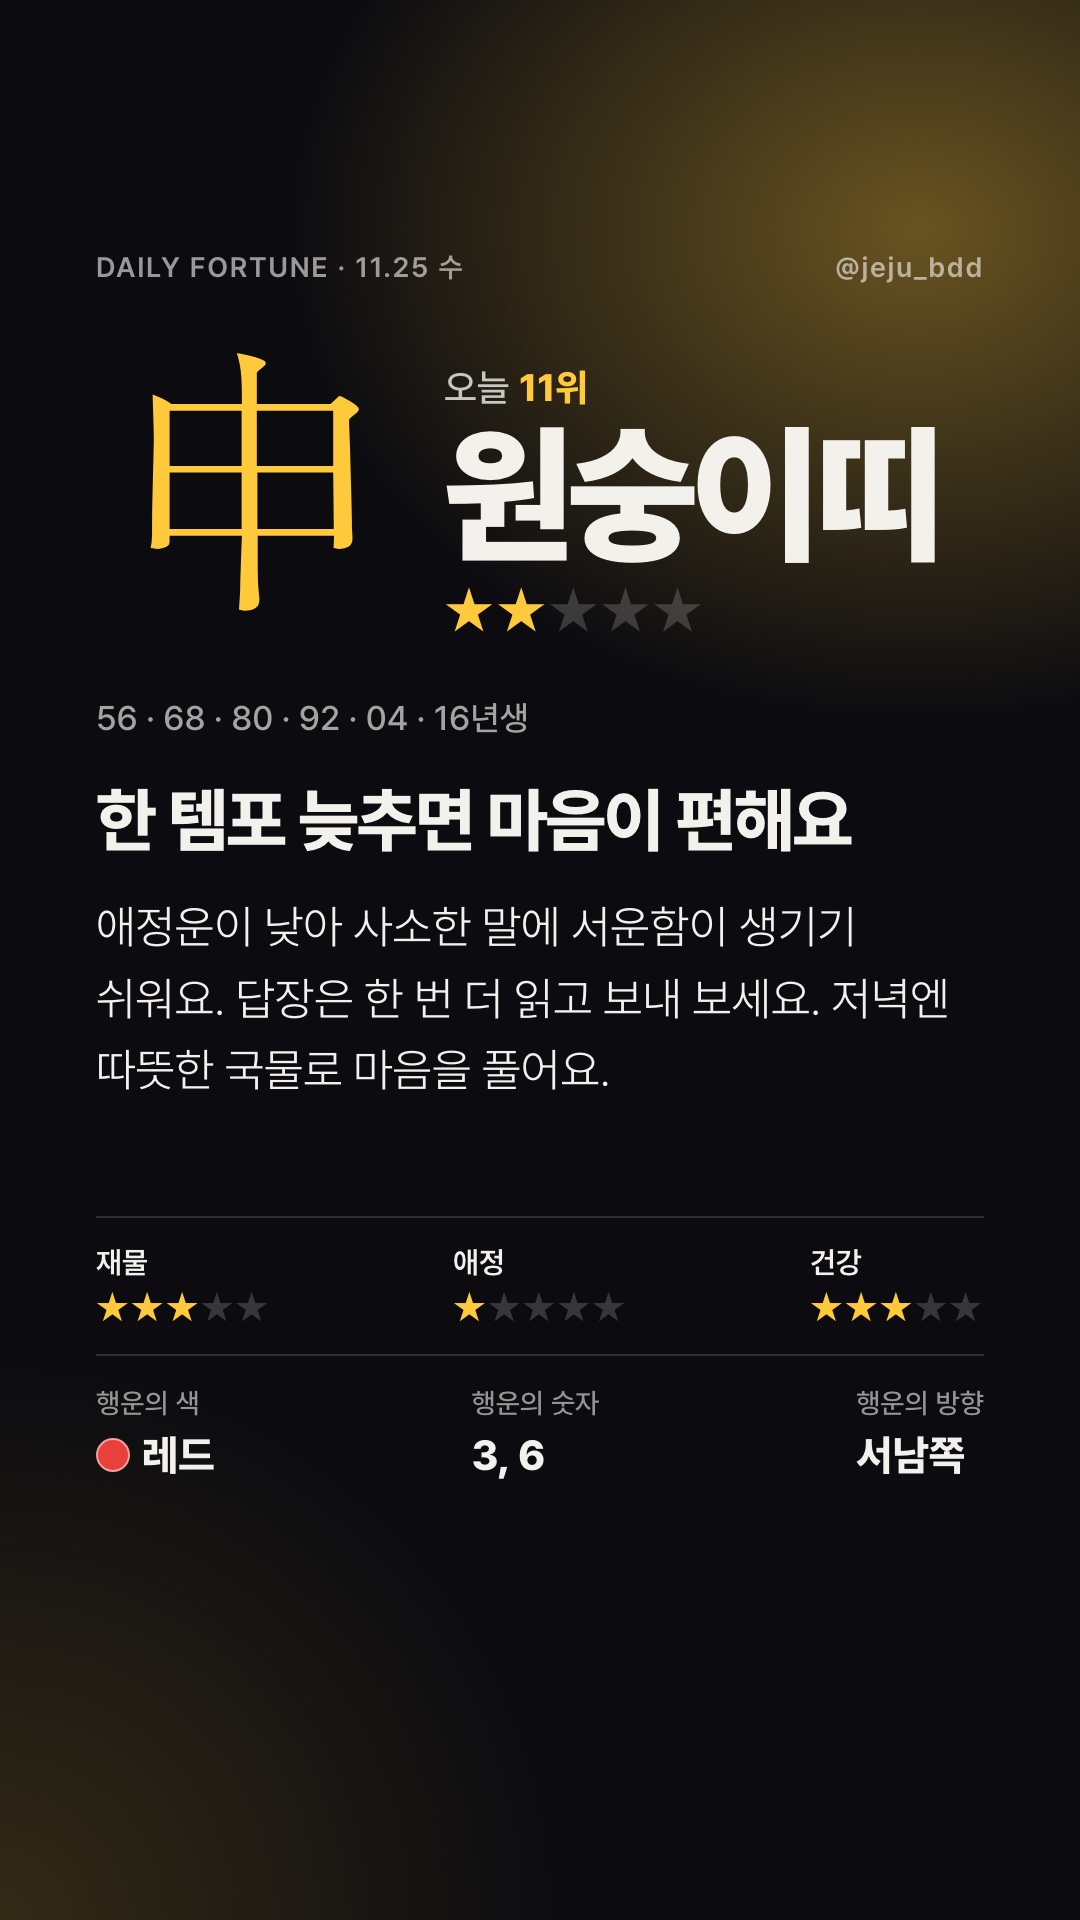 DAILY FORTUNE · 11.25 수
@jeju_bdd
申
오늘 11위
원숭이띠
★★★★★
56 · 68 · 80 · 92 · 04 · 16년생
한 템포 늦추면 마음이 편해요
애정운이 낮아 사소한 말에 서운함이 생기기
쉬워요. 답장은 한 번 더 읽고 보내 보세요. 저녁엔
따뜻한 국물로 마음을 풀어요.
재물 애정 건강
★★★★★ ★★★★★ ★★★★★
행운의 색 행운의 숫자 행운의 방향
레드 3, 6 서남쪽